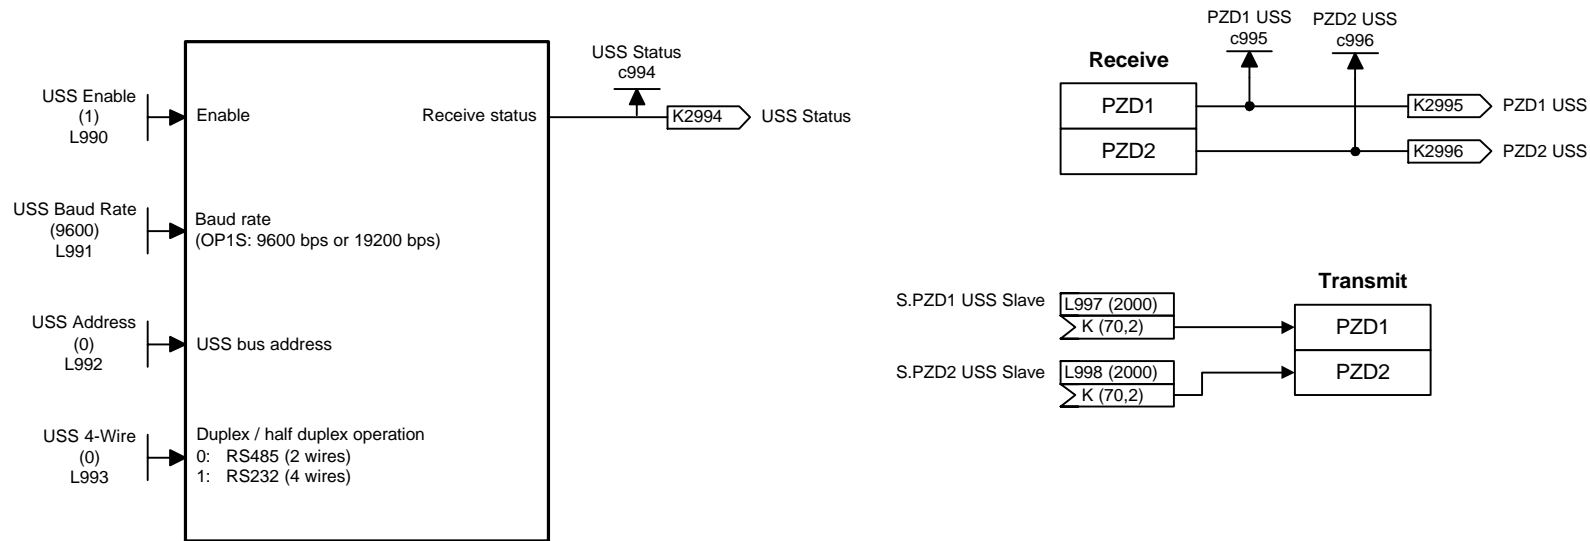 USS Enable
(1)
L990
Enable
Receive status
USS Status
c994
K2994
USS Status
USS Baud Rate
(9600)
L991
Baud rate
(OP1S: 9600 bps or 19200 bps)
USS Address
(0)
L992
USS bus address
USS 4-Wire
(0)
L993
Duplex / half duplex operation
0: RS485 (2 wires)
1: RS232 (4 wires)
PZD1 USS
c995
PZD2 USS
c996
Receive
PZD1
K2995
PZD1 USS
PZD2
K2996
PZD2 USS
Transmit
S.PZD1 USS Slave
L997 (2000)
K (70,2)
PZD1
S.PZD2 USS Slave
L998 (2000)
K (70,2)
PZD2